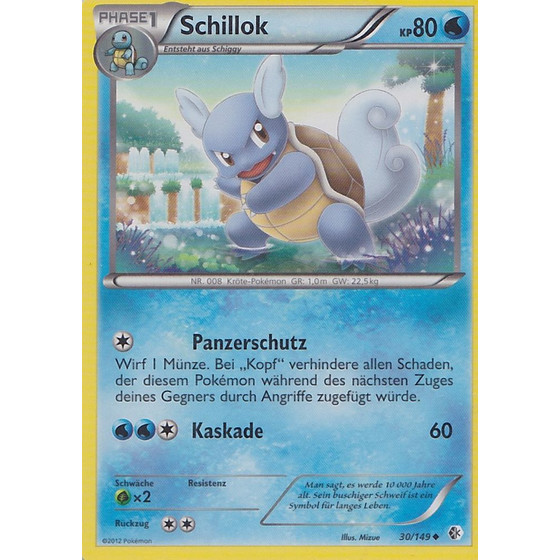 PHASE 1
Schillok
KP80
Entsteht aus Schiggy
NR. 008 Kröte-Pokémon GR: 1,0m GW: 22,5kg
Panzerschutz
Wirf 1 Münze. Bei „Kopf“ verhindere allen Schaden,
der diesem Pokémon während des nächsten Zuges
deines Gegners durch Angriffe zugefügt würde.
Kaskade 60
Schwäche Resistenz
×2
Man sagt, es werde 10 000 Jahre
alt. Sein buschiger Schweif ist ein
Symbol für langes Leben.
Rückzug
©2012 Pokémon
Illus. Mizue 30/149